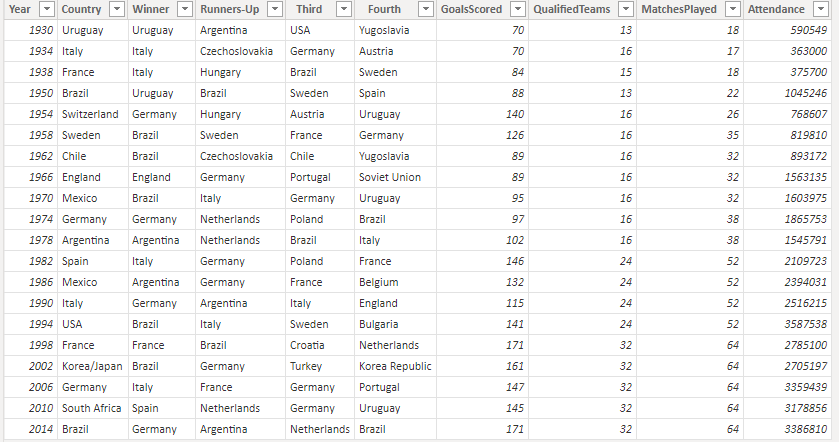 Year Country Winner Runners-Up Third Fourth GoalsScored QualifiedTeams MatchesPlayed Attendance
1930 Uruguay Uruguay Argentina USA Yugoslavia 70 13 18 590549
1934 Italy Italy Czechoslovakia Germany Austria 70 16 17 363000
1938 France Italy Hungary Brazil Sweden 84 15 18 375700
1950 Brazil Uruguay Brazil Sweden Spain 88 13 22 1045246
1954 Switzerland Germany Hungary Austria Uruguay 140 16 26 768607
1958 Sweden Brazil Sweden France Germany 126 16 35 819810
1962 Chile Brazil Czechoslovakia Chile Yugoslavia 89 16 32 893172
1966 England England Germany Portugal Soviet Union 89 16 32 1563135
1970 Mexico Brazil Italy Germany Uruguay 95 16 32 1603975
1974 Germany Germany Netherlands Poland Brazil 97 16 38 1865753
1978 Argentina Argentina Netherlands Brazil Italy 102 16 38 1545791
1982 Spain Italy Germany Poland France 146 24 52 2109723
1986 Mexico Argentina Germany France Belgium 132 24 52 2394031
1990 Italy Germany Argentina Italy England 115 24 52 2516215
1994 USA Brazil Italy Sweden Bulgaria 141 24 52 3587538
1998 France France Brazil Croatia Netherlands 171 32 64 2785100
2002 Korea/Japan Brazil Germany Turkey Korea Republic 161 32 64 2705197
2006 Germany Italy France Germany Portugal 147 32 64 3359439
2010 South Africa Spain Netherlands Germany Uruguay 145 32 64 3178856
2014 Brazil Germany Argentina Netherlands Brazil 171 32 64 3386810